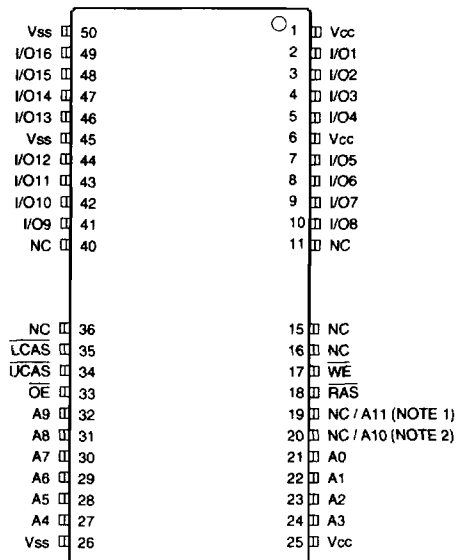 Vss 50 1 Vcc
I/O16 49 2 I/O1
I/O15 48 3 I/O2
I/O14 47 4 I/O3
I/O13 46 5 I/O4
Vss 45 6 Vcc
I/O12 44 7 I/O5
I/O11 43 8 I/O6
I/O10 42 9 I/O7
I/O9 41 10 I/O8
NC 40 11 NC
NC 36 15 NC
LCAS 35 16 NC
UCAS 34 17 WE
OE 33 18 RAS
A9 32 19 NC / A11 (NOTE 1)
A8 31 20 NC / A10 (NOTE 2)
A7 30 21 A0
A6 29 22 A1
A5 28 23 A2
A4 27 24 A3
Vss 26 25 Vcc